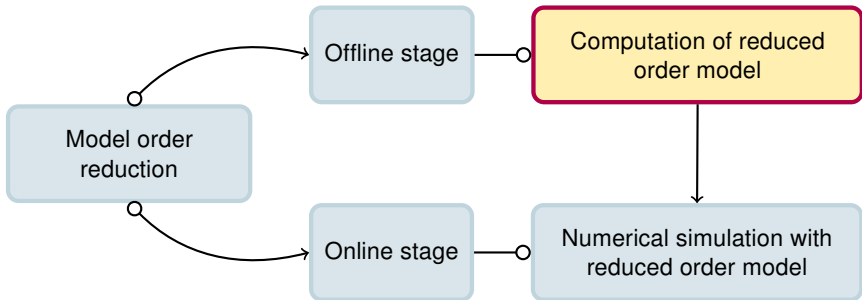 Offline stage
Computation of reduced
order model
Model order
reduction
Online stage
Numerical simulation with
reduced order model